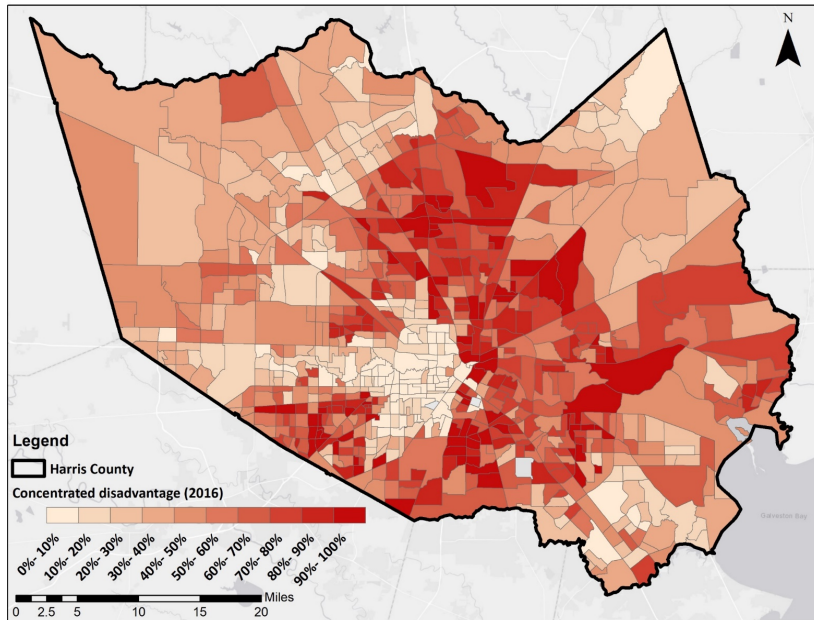 N
Legend
Harris County
Concentrated disadvantage (2016)
0%- 10%
10%- 20%
20%- 30%
30%- 40%
40%- 50%
50%- 60%
60%- 70%
70%- 80%
80%- 90%
90%- 100%
Miles
0 2.5 5 10 15 20
Galveston Bay